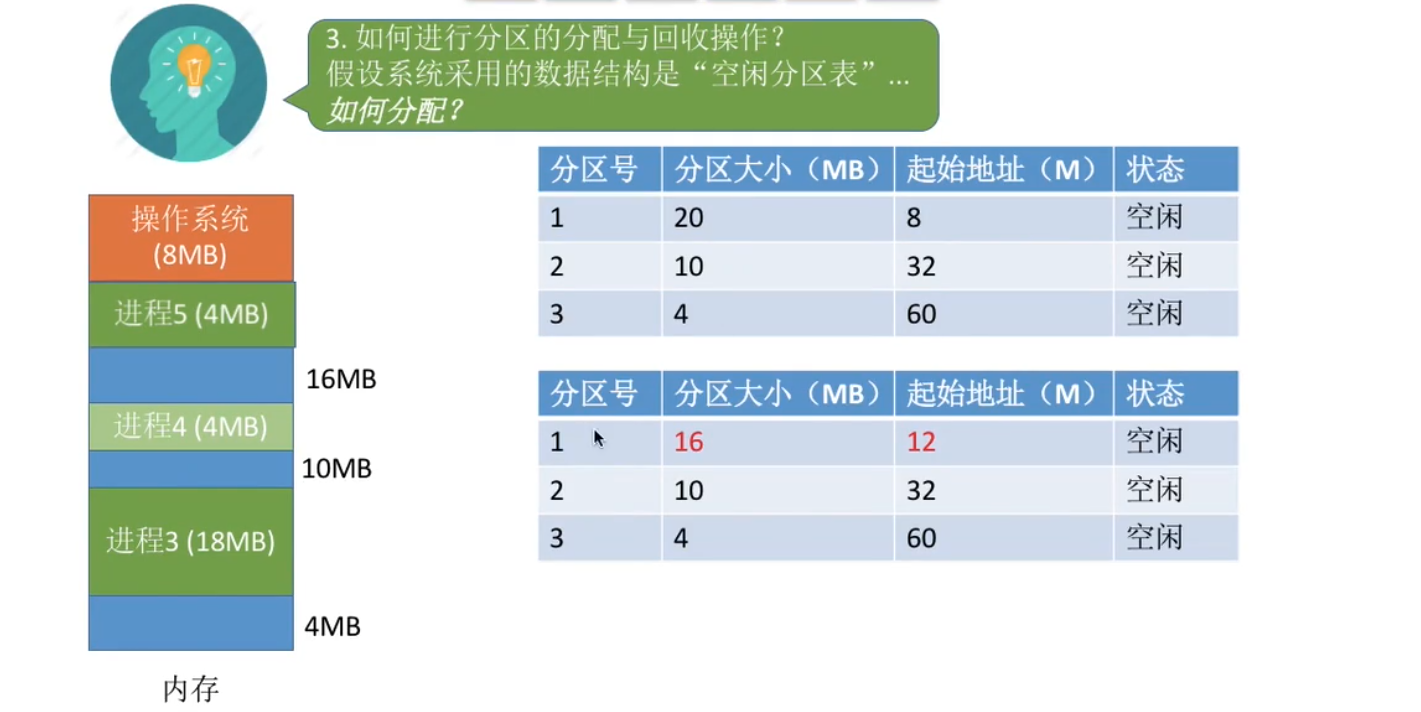 3. 如何进行分区的分配与回收操作？
假设系统采用的数据结构是“空闲分区表”...
如何分配？
操作系统
(8MB)
进程5 (4MB)
16MB
进程4 (4MB)
10MB
进程3 (18MB)
4MB
内存
分区号 分区大小（MB） 起始地址（M） 状态
1 20 8 空闲
2 10 32 空闲
3 4 60 空闲
分区号 分区大小（MB） 起始地址（M） 状态
1 16 12 空闲
2 10 32 空闲
3 4 60 空闲